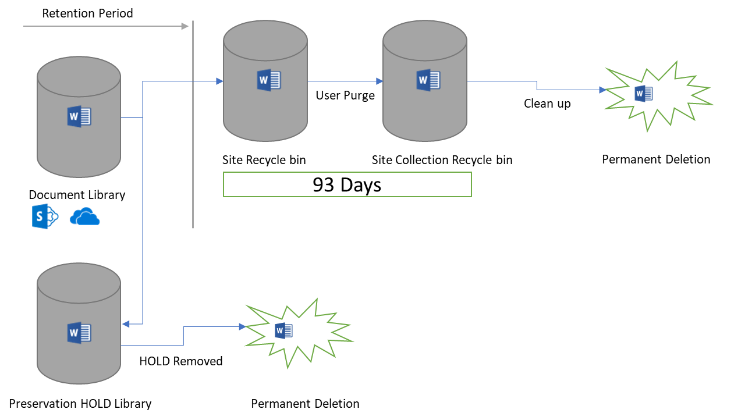 Retention Period
W
W
W
W
User Purge
Clean up
Site Recycle bin
Site Collection Recycle bin
Permanent Deletion
93 Days
Document Library
S
W
W
HOLD Removed
Preservation HOLD Library
Permanent Deletion